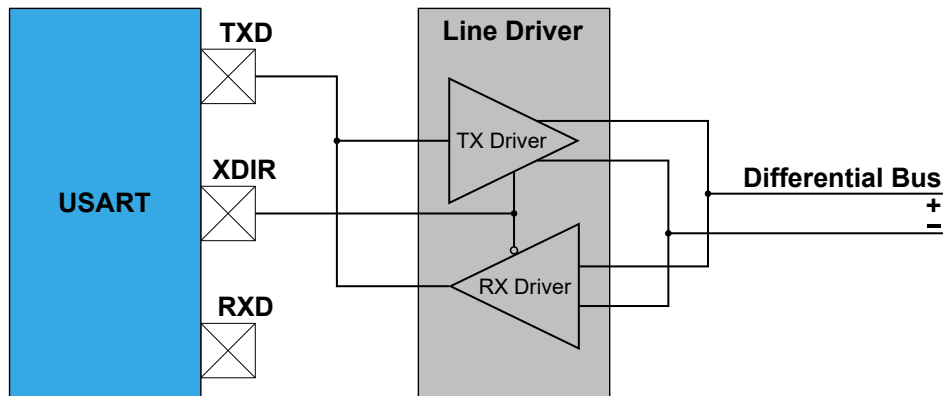 TXD
Line Driver
TX Driver
XDIR
USART
Differential Bus
+
−
RX Driver
RXD